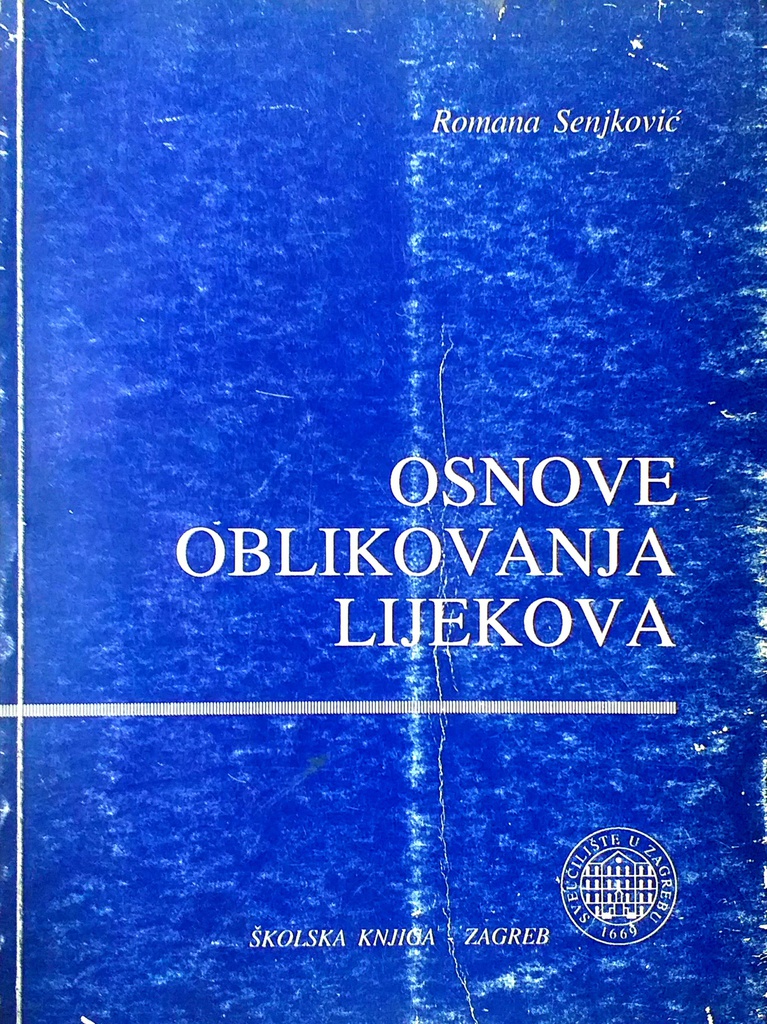 Romana Senjković
OSNOVE
OBLIKOVANJA
LIJEKOVA
ŠKOLSKA KNJIGA ZAGREB
SVEUČILIŠTE U ZAGREBU
1669